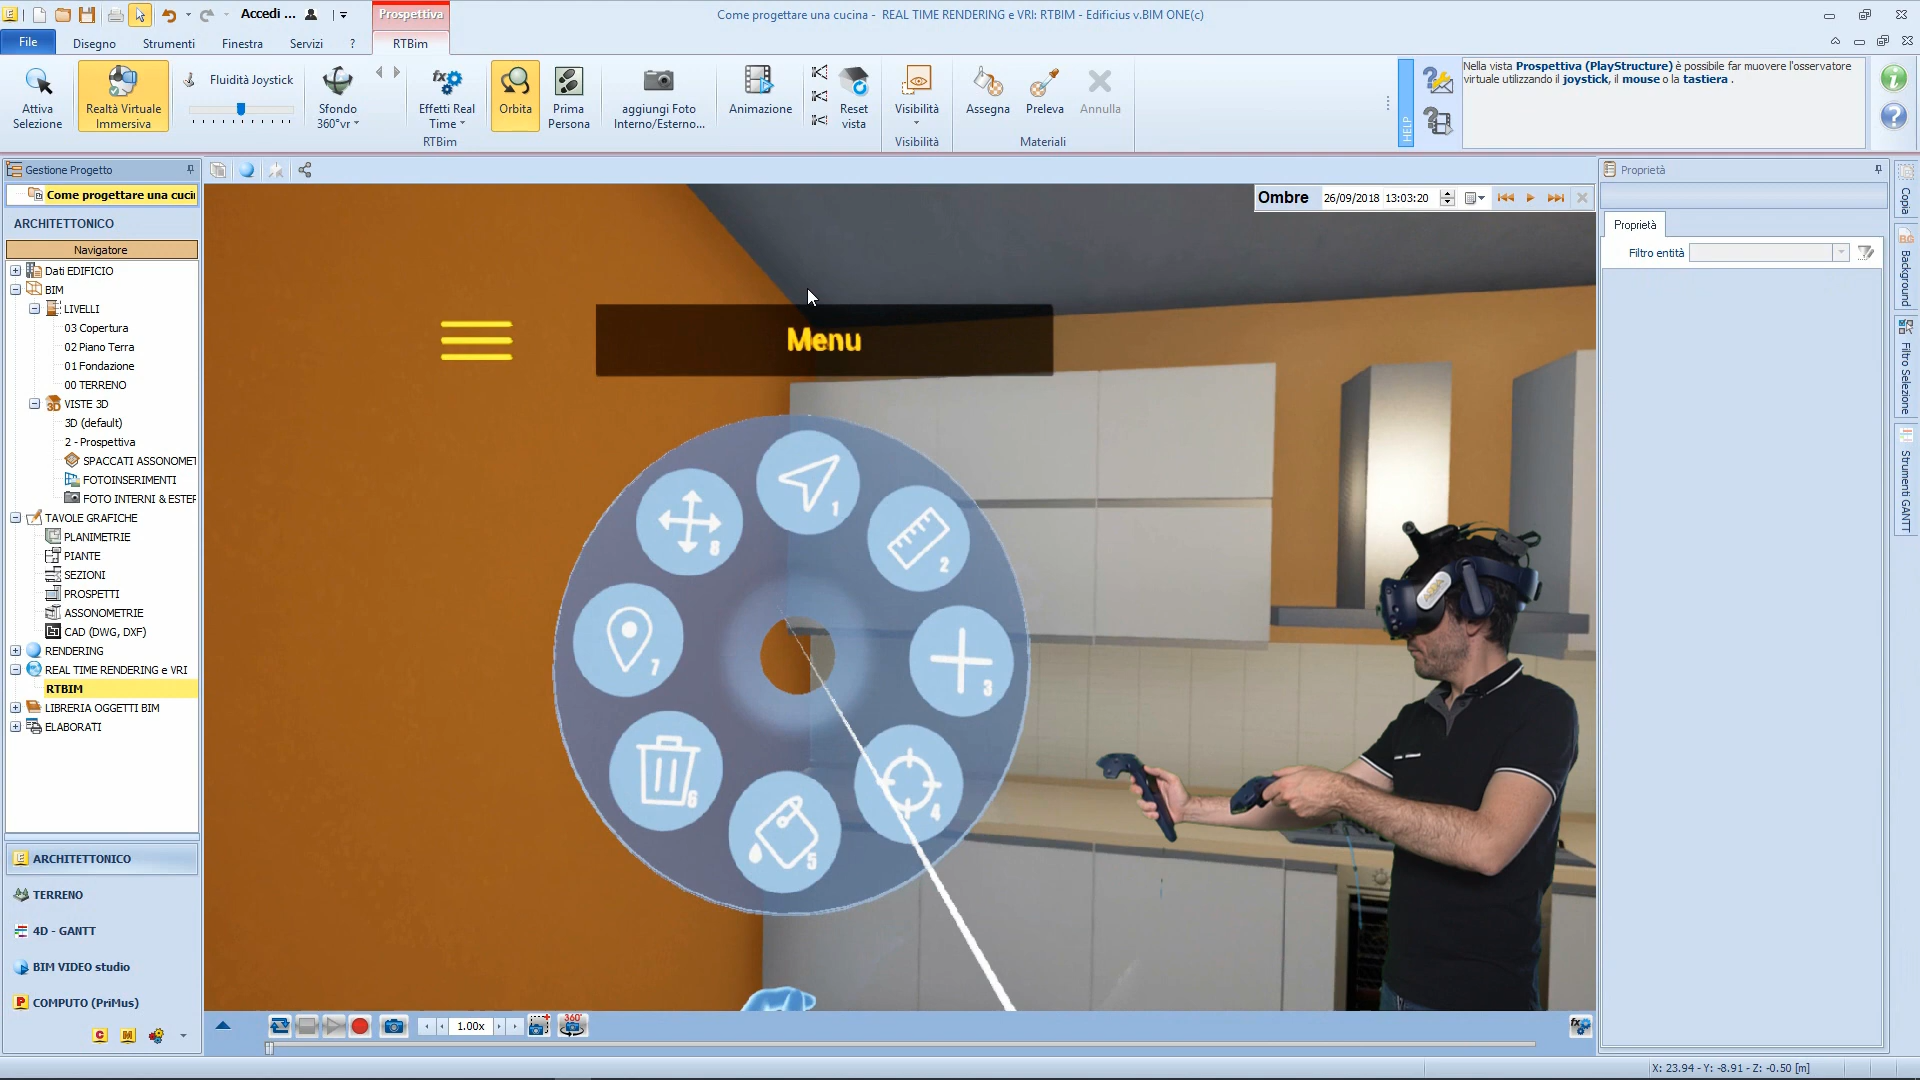 Accedi ...
Prospettiva
Come progettare una cucina - REAL TIME RENDERING e VRI: RTBIM - Edificius v.BIM ONE(c)
File
Disegno
Strumenti
Finestra
Servizi
?
RTBim
Attiva Selezione
Realtà Virtuale Immersiva
Fluidità Joystick
Sfondo 360°vr
Effetti Real Time
Orbita
Prima Persona
aggiungi Foto Interno/Esterno...
Animazione
Reset vista
Visibilità
Assegna
Preleva
Annulla
RTBim
Visibilità
Materiali
HELP
Nella vista Prospettiva (PlayStructure) è possibile far muovere l'osservatore
virtuale utilizzando il joystick, il mouse o la tastiera .
Gestione Progetto
Come progettare una cucin
ARCHITETTONICO
Navigatore
Dati EDIFICIO
BIM
LIVELLI
03 Copertura
02 Piano Terra
01 Fondazione
00 TERRENO
VISTE 3D
3D (default)
2 - Prospettiva
SPACCATI ASSONOMET
FOTOINSERIMENTI
FOTO INTERNI & ESTER
TAVOLE GRAFICHE
PLANIMETRIE
PIANTE
SEZIONI
PROSPETTI
ASSONOMETRIE
CAD (DWG, DXF)
RENDERING
REAL TIME RENDERING e VRI
RTBIM
LIBRERIA OGGETTI BIM
ELABORATI
ARCHITETTONICO
TERRENO
4D - GANTT
BIM VIDEO studio
COMPUTO (PriMus)
Ombre
26/09/2018 13:03:20
Menu
1
2
3
4
5
6
7
8
1.00x
360°
Proprietà
Proprietà
Filtro entità
Copia
Background
Filtro Selezione
Strumenti GANTT
X: 23.94 - Y: -8.91 - Z: -0.50 [m]